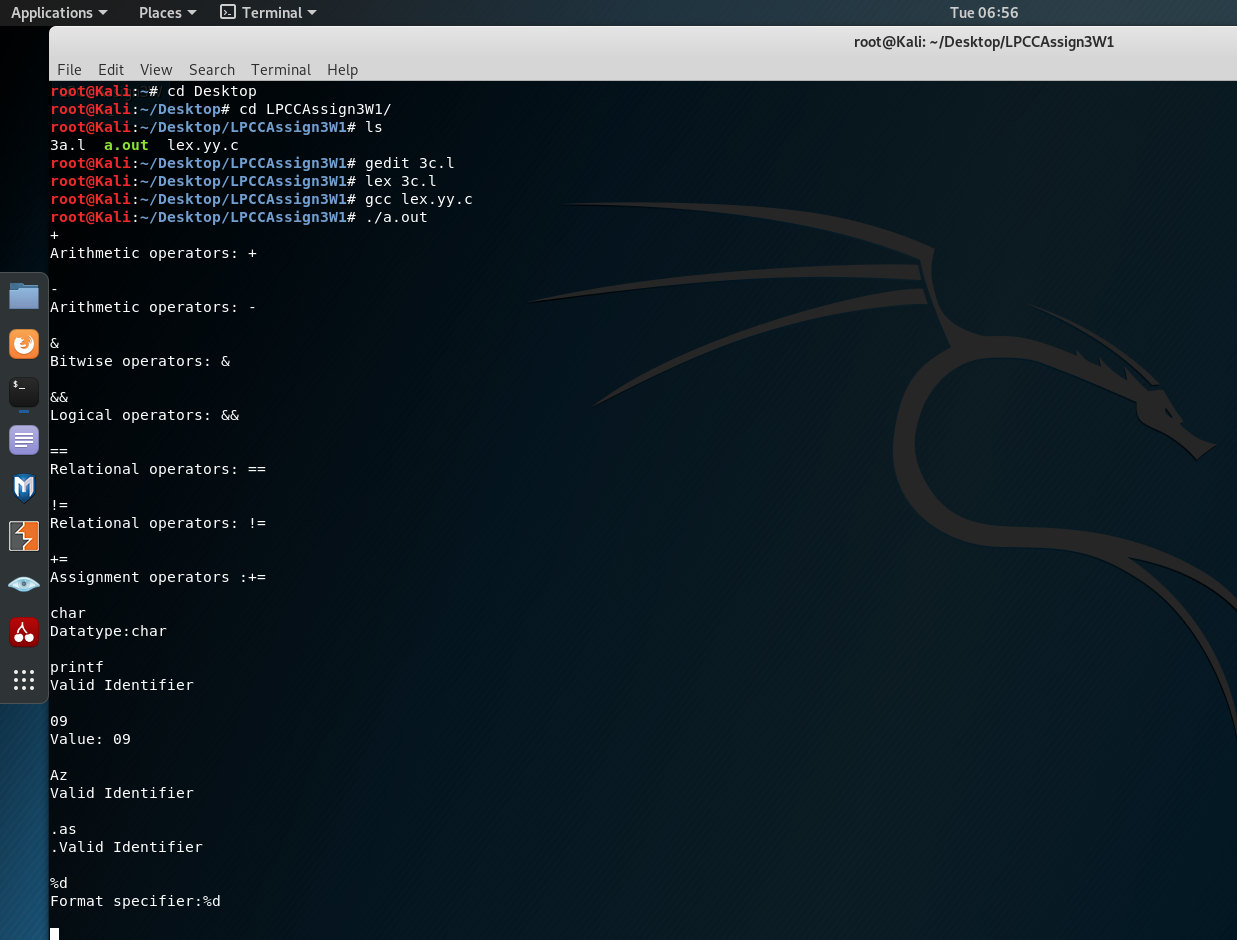 Applications Places Terminal Tue 06:56
root@Kali: ~/Desktop/LPCCAssign3W1
File Edit View Search Terminal Help
root@Kali:~# cd Desktop
root@Kali:~/Desktop# cd LPCCAssign3W1/
root@Kali:~/Desktop/LPCCAssign3W1# ls
3a.l  a.out  lex.yy.c
root@Kali:~/Desktop/LPCCAssign3W1# gedit 3c.l
root@Kali:~/Desktop/LPCCAssign3W1# lex 3c.l
root@Kali:~/Desktop/LPCCAssign3W1# gcc lex.yy.c
root@Kali:~/Desktop/LPCCAssign3W1# ./a.out
+
Arithmetic operators: +
-
Arithmetic operators: -
&
Bitwise operators: &
&&
Logical operators: &&
==
Relational operators: ==
!=
Relational operators: !=
+=
Assignment operators :+=
char
Datatype:char
printf
Valid Identifier
09
Value: 09
Az
Valid Identifier
.as
.Valid Identifier
%d
Format specifier:%d